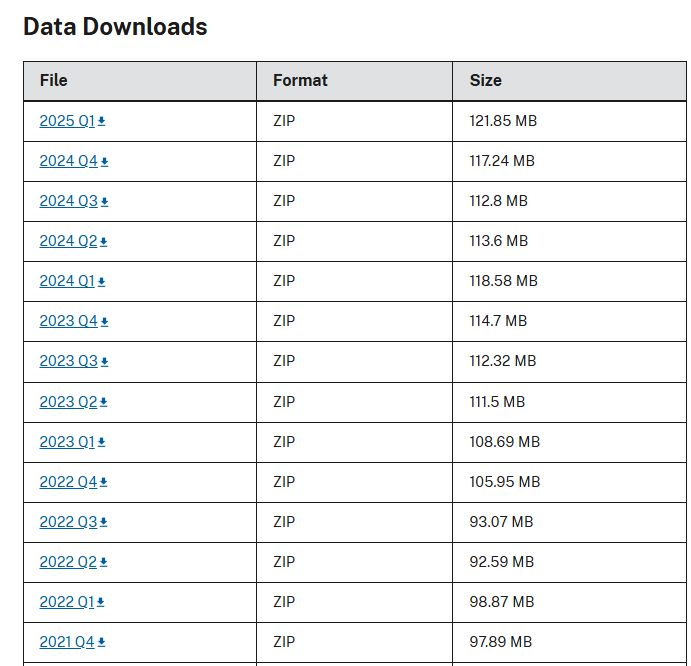 Data Downloads
File Format Size
2025 Q1 ZIP 121.85 MB
2024 Q4 ZIP 117.24 MB
2024 Q3 ZIP 112.8 MB
2024 Q2 ZIP 113.6 MB
2024 Q1 ZIP 118.58 MB
2023 Q4 ZIP 114.7 MB
2023 Q3 ZIP 112.32 MB
2023 Q2 ZIP 111.5 MB
2023 Q1 ZIP 108.69 MB
2022 Q4 ZIP 105.95 MB
2022 Q3 ZIP 93.07 MB
2022 Q2 ZIP 92.59 MB
2022 Q1 ZIP 98.87 MB
2021 Q4 ZIP 97.89 MB